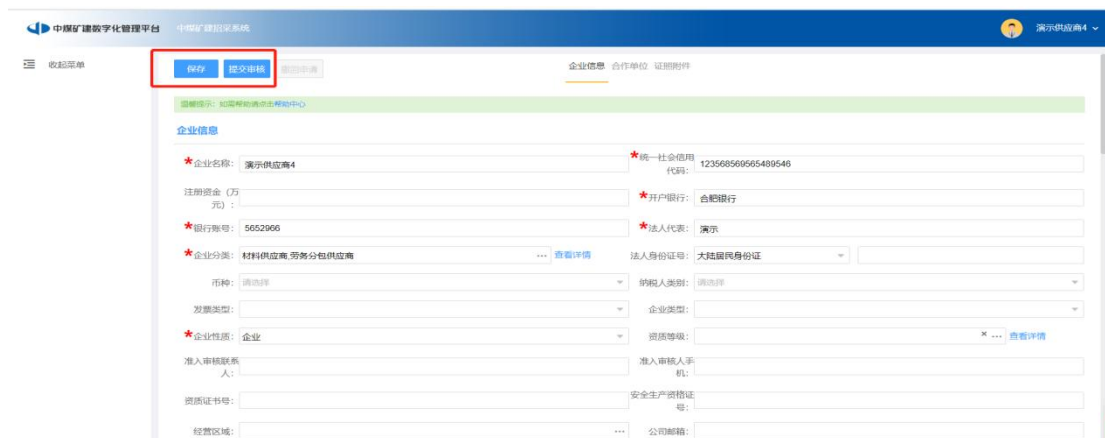 中煤矿建数字化管理平台 中煤矿建招采系统 演示供应商4
收起菜单
保存 提交审核 撤回申请 企业信息 合作单位 证照附件
温馨提示：如需帮助请点击帮助中心
企业信息
*企业名称： 演示供应商4 *统一社会信用代码： 123568569565489546
注册资金（万元）： *开户银行： 合肥银行
*银行账号： 5652966 *法人代表： 演示
*企业分类： 材料供应商,劳务分包供应商 ... 查看详情 法人身份证号： 大陆居民身份证
币种： 请选择 纳税人类别： 请选择
发票类型： 企业类型：
*企业性质： 企业 资质等级： × ... 查看详情
准入审核联系人： 准入审核人手机：
资质证书号： 安全生产资格证号：
经营区域： ... 公司邮箱：